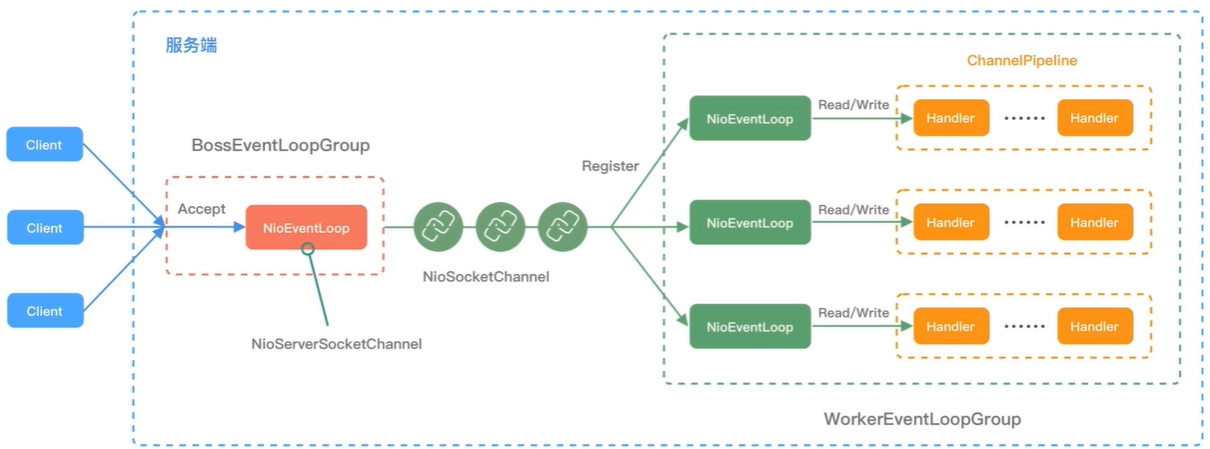 服务端
ChannelPipeline
NioEventLoop
Read/Write
Handler
······
Handler
Client
BossEventLoopGroup
Register
Accept
Client
NioEventLoop
NioSocketChannel
NioEventLoop
Read/Write
Handler
······
Handler
Client
NioServerSocketChannel
NioEventLoop
Read/Write
Handler
······
Handler
WorkerEventLoopGroup